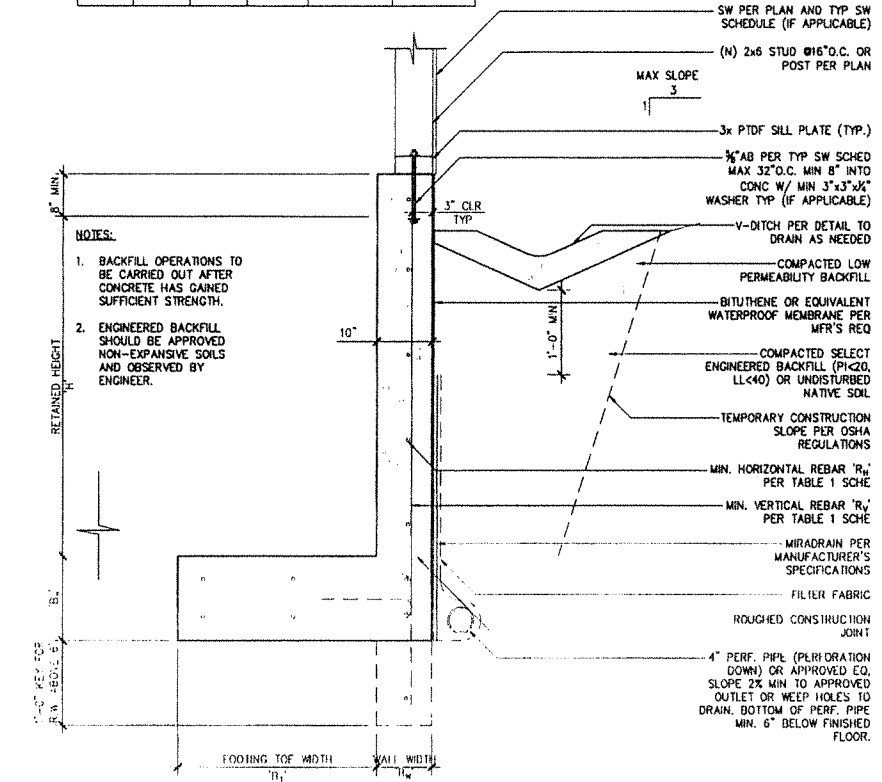 SW PER PLAN AND TYP SW
SCHEDULE (IF APPLICABLE)
(N) 2x6 STUD @16"O.C. OR
POST PER PLAN
MAX SLOPE
3
1
3x PTDF SILL PLATE (TYP.)
⅝"AB PER TYP SW SCHED
MAX 32"O.C. MIN 8" INTO
CONC W/ MIN 3"x3"x¼"
WASHER TYP (IF APPLICABLE)
8" MIN.
3" CLR
TYP
V-DITCH PER DETAIL TO
DRAIN AS NEEDED
NOTES:
1. BACKFILL OPERATIONS TO
BE CARRIED OUT AFTER
CONCRETE HAS GAINED
SUFFICIENT STRENGTH.
2. ENGINEERED BACKFILL
SHOULD BE APPROVED
NON-EXPANSIVE SOILS
AND OBSERVED BY
ENGINEER.
COMPACTED LOW
PERMEABILITY BACKFILL
BITUTHENE OR EQUIVALENT
WATERPROOF MEMBRANE PER
MFR'S REQ
10"
1'-0" MIN
COMPACTED SELECT
ENGINEERED BACKFILL (PI<20,
LL<40) OR UNDISTURBED
NATIVE SOIL
RETAINED HEIGHT
'H'
TEMPORARY CONSTRUCTION
SLOPE PER OSHA
REGULATIONS
MIN. HORIZONTAL REBAR 'RH'
PER TABLE 1 SCHE
MIN. VERTICAL REBAR 'RV'
PER TABLE 1 SCHE
MIRADRAIN PER
MANUFACTURER'S
SPECIFICATIONS
FILTER FABRIC
ROUGHED CONSTRUCTION
JOINT
4" PERF. PIPE (PERFORATION
DOWN) OR APPROVED EQ,
SLOPE 2% MIN TO APPROVED
OUTLET OR WEEP HOLES TO
DRAIN. BOTTOM OF PERF. PIPE
MIN. 6" BELOW FINISHED
FLOOR.
1'-0" KEY FOR
R.W. ABOVE 6'
FOOTING TOE WIDTH
WALL WIDTH